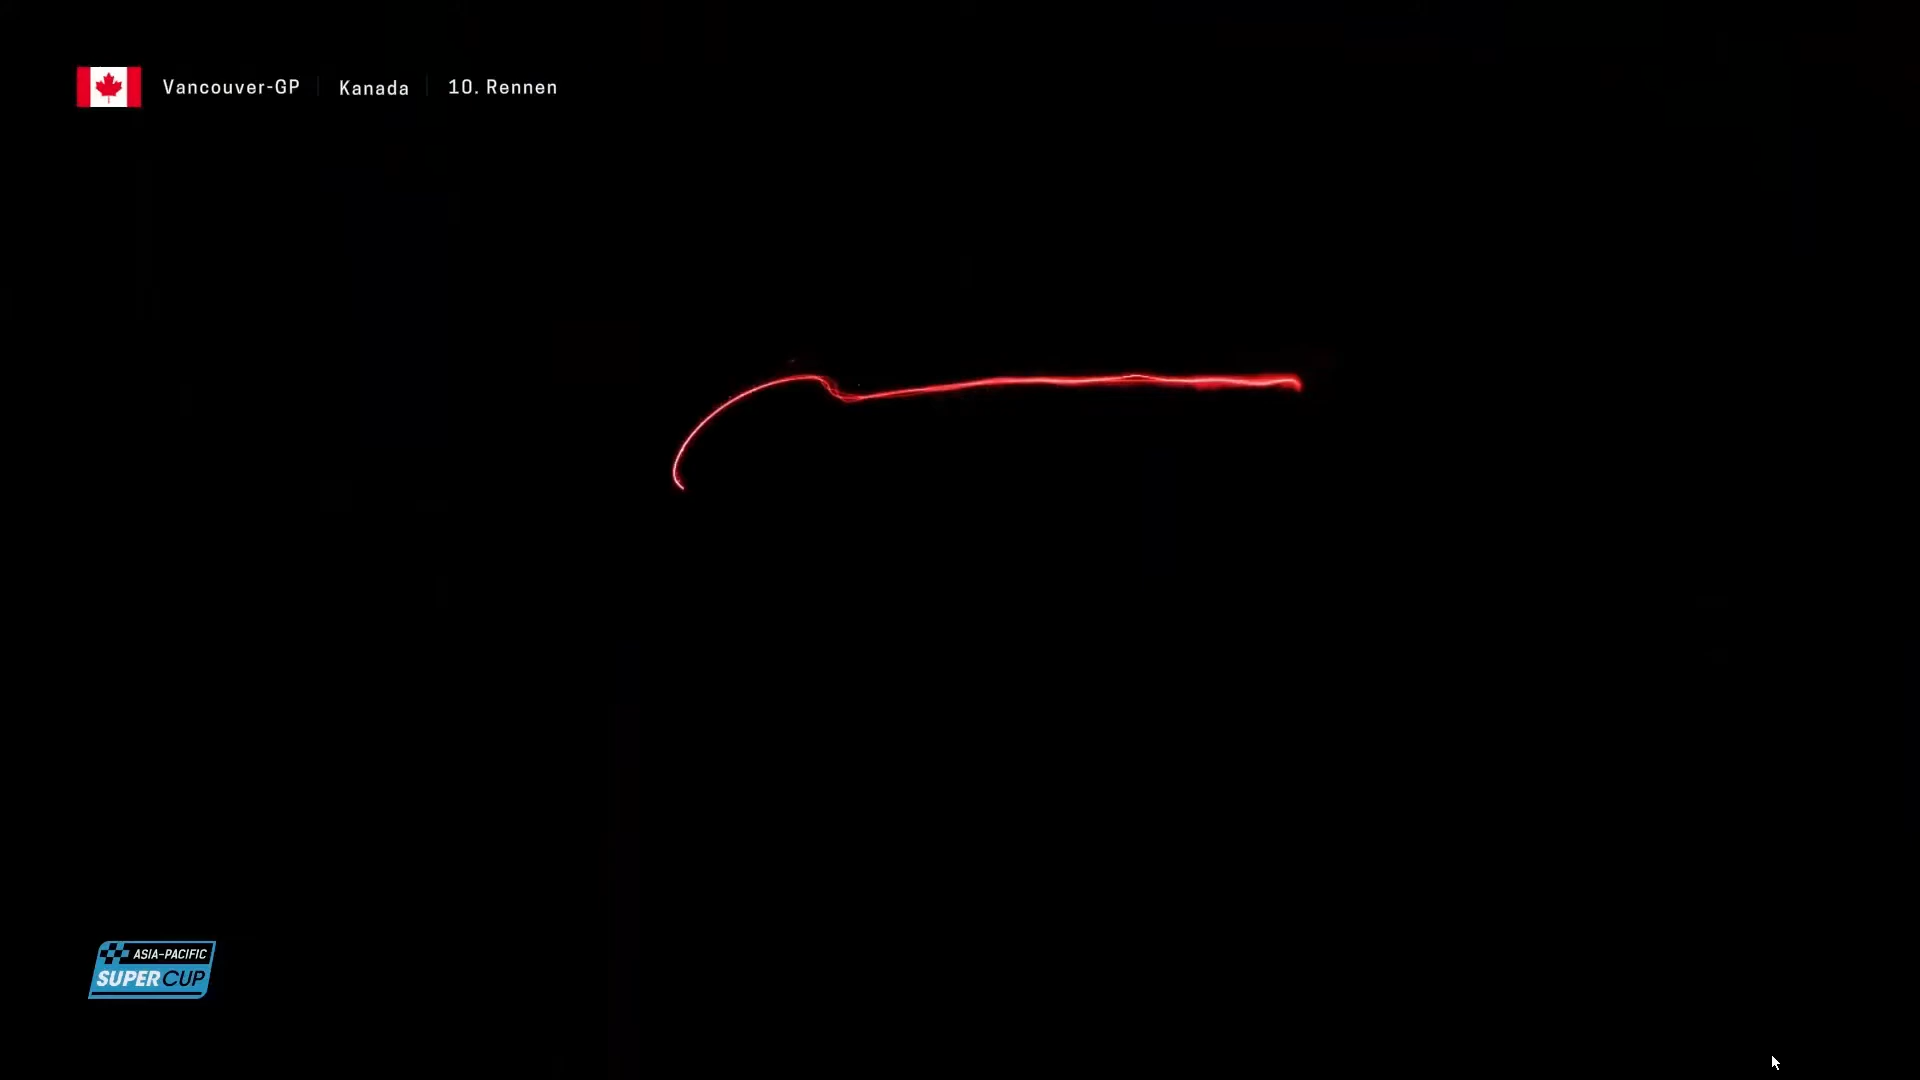 Vancouver-GP | Kanada | 10. Rennen
ASIA-PACIFIC
SUPER CUP